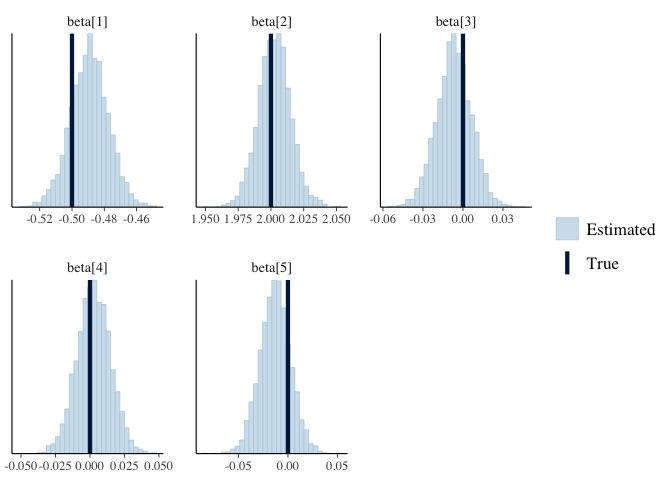 beta[1] beta[2] beta[3]
-0.52 -0.50 -0.48 -0.46 1.950 1.975 2.000 2.025 2.050 -0.06 -0.03 0.00 0.03
Estimated
True
beta[4] beta[5]
-0.050 -0.025 0.000 0.025 0.050 -0.05 0.00 0.05